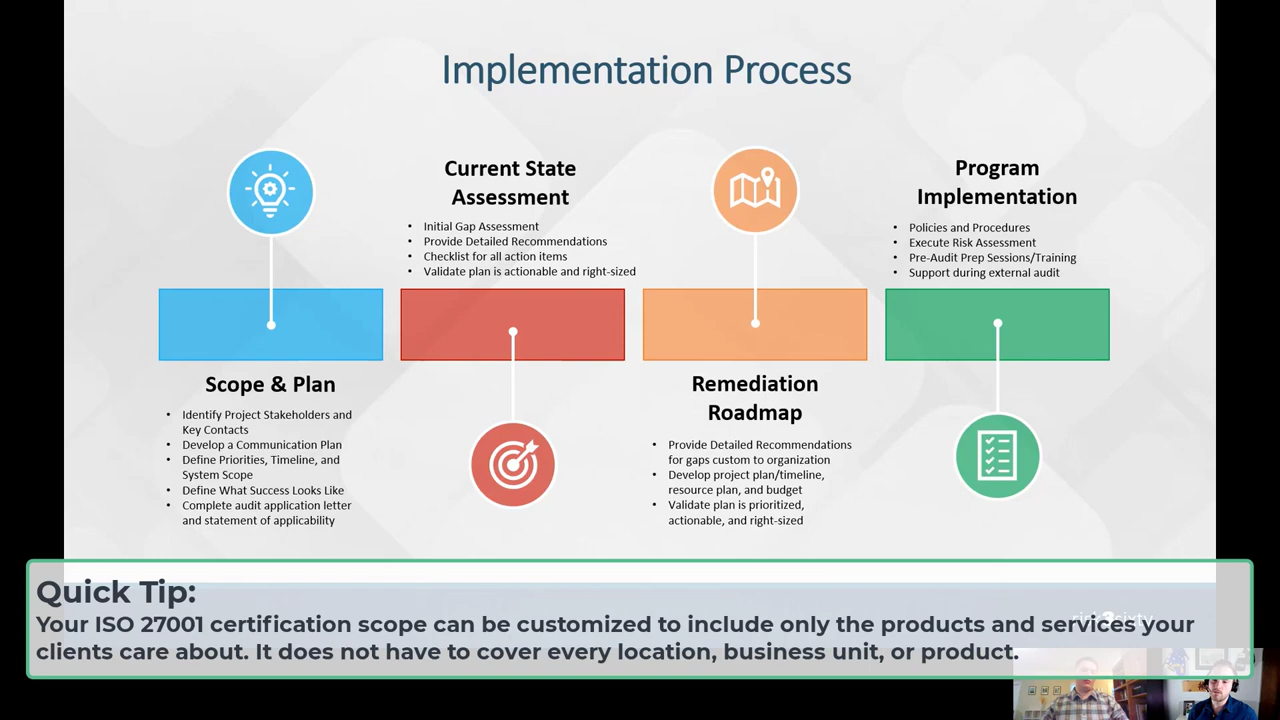 Implementation Process
Current State
Assessment
• Initial Gap Assessment
• Provide Detailed Recommendations
• Checklist for all action items
• Validate plan is actionable and right-sized
Program
Implementation
• Policies and Procedures
• Execute Risk Assessment
• Pre-Audit Prep Sessions/Training
• Support during external audit
Scope & Plan
• Identify Project Stakeholders and
Key Contacts
• Develop a Communication Plan
• Define Priorities, Timeline, and
System Scope
• Define What Success Looks Like
• Complete audit application letter
and statement of applicability
Remediation
Roadmap
• Provide Detailed Recommendations
for gaps custom to organization
• Develop project plan/timeline,
resource plan, and budget
• Validate plan is prioritized,
actionable, and right-sized
Quick Tip:
Your ISO 27001 certification scope can be customized to include only the products and services your
clients care about. It does not have to cover every location, business unit, or product.